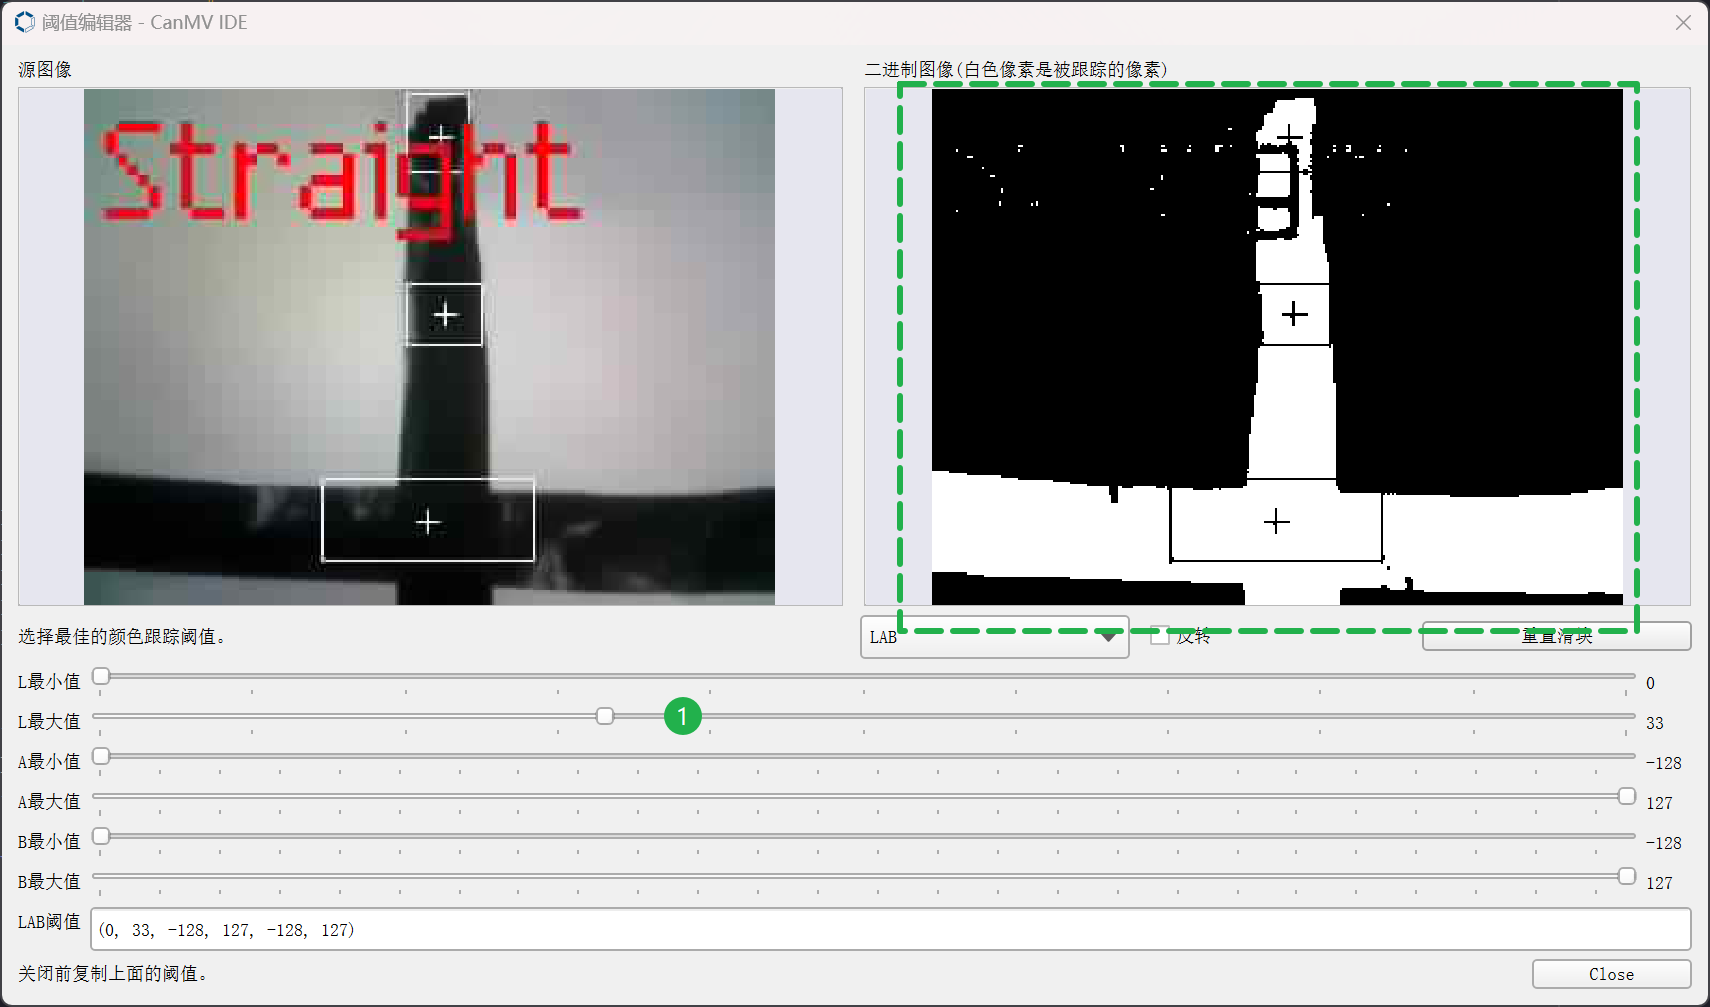 阈值编辑器 - CanMV IDE
源图像
二进制图像(白色像素是被跟踪的像素)
Straight
选择最佳的颜色跟踪阈值。
LAB
反转
重置滑块
L最小值
0
L最大值
1
33
A最小值
-128
A最大值
127
B最小值
-128
B最大值
127
LAB阈值
(0, 33, -128, 127, -128, 127)
关闭前复制上面的阈值。
Close